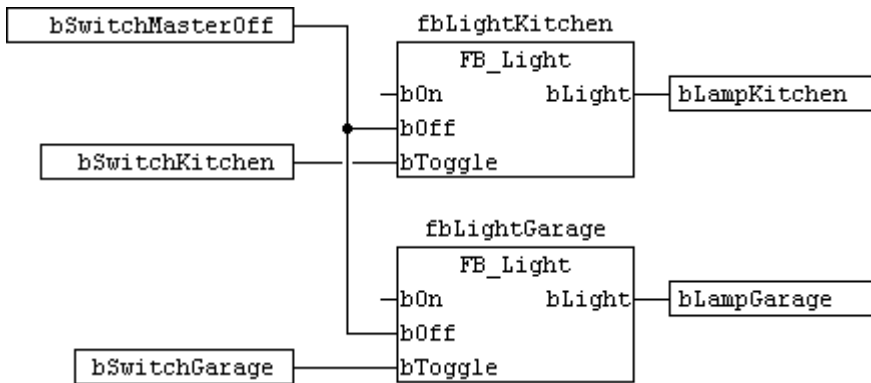 bSwitchMasterOff
fbLightKitchen
FB_Light
bOn bLight bLampKitchen
bOff
bSwitchKitchen bToggle
fbLightGarage
FB_Light
bOn bLight bLampGarage
bOff
bSwitchGarage bToggle